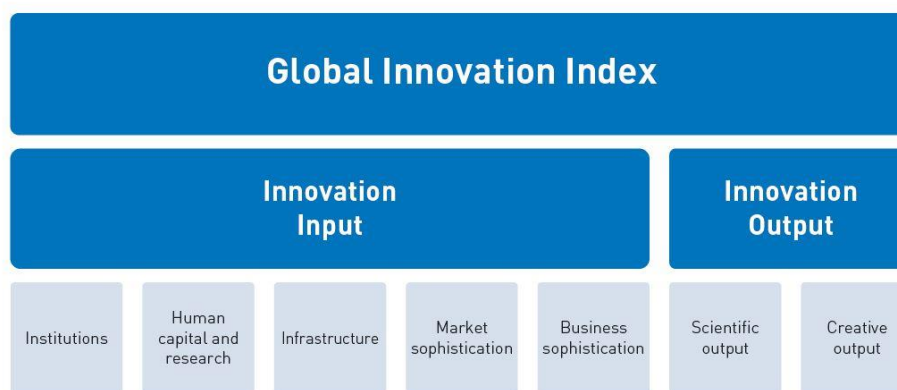 Global Innovation Index
Innovation
Input
Innovation
Output
Institutions
Human
capital and
research
Infrastructure
Market
sophistication
Business
sophistication
Scientific
output
Creative
output